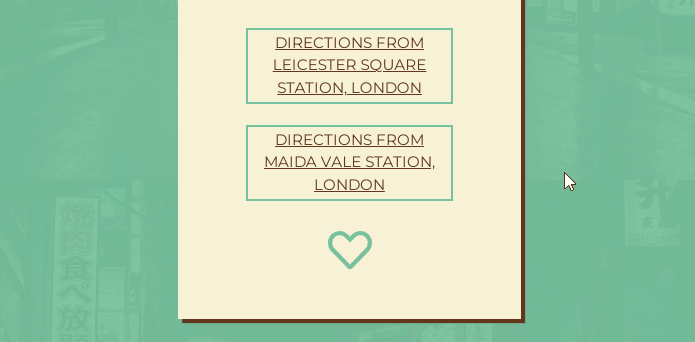 DIRECTIONS FROM
LEICESTER SQUARE
STATION, LONDON
DIRECTIONS FROM
MAIDA VALE STATION,
LONDON
焼肉食べ放題